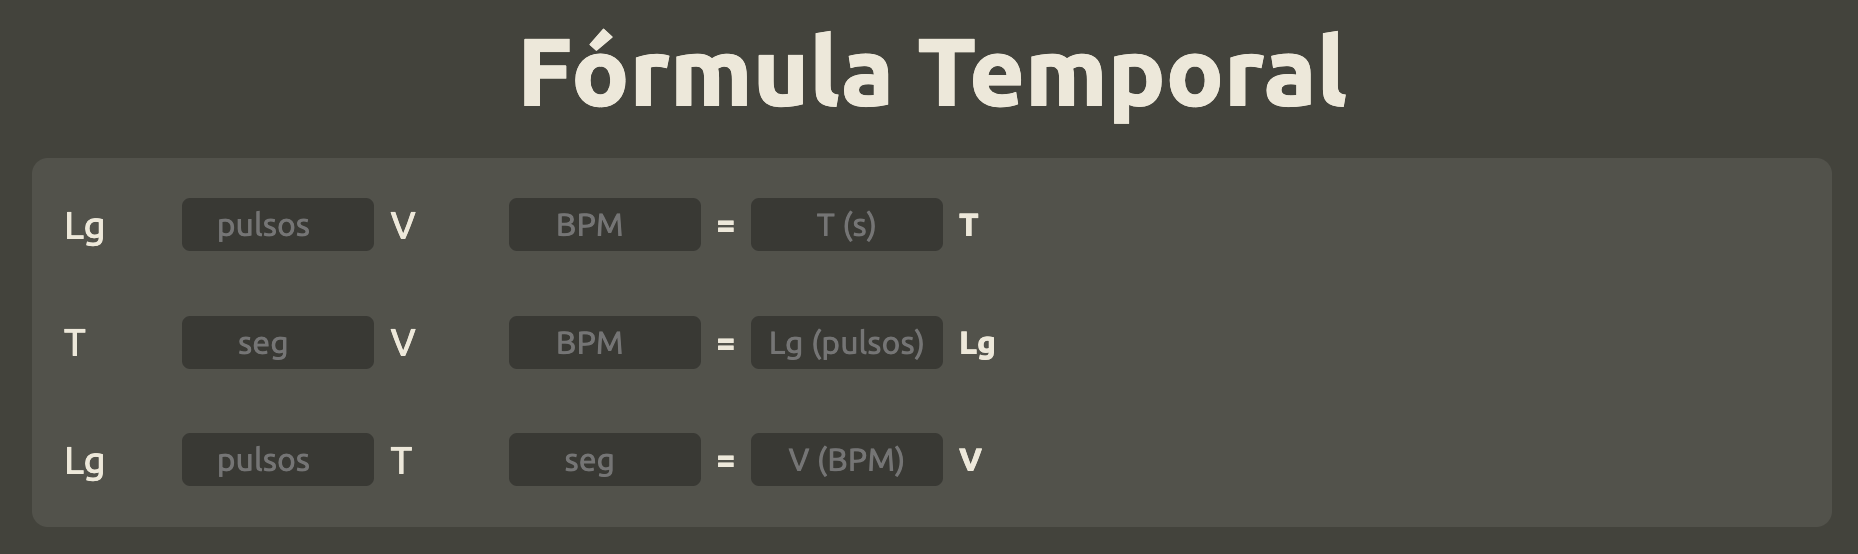 Fórmula Temporal
Lg pulsos V BPM = T (s) T
T seg V BPM = Lg (pulsos) Lg
Lg pulsos T seg = V (BPM) V